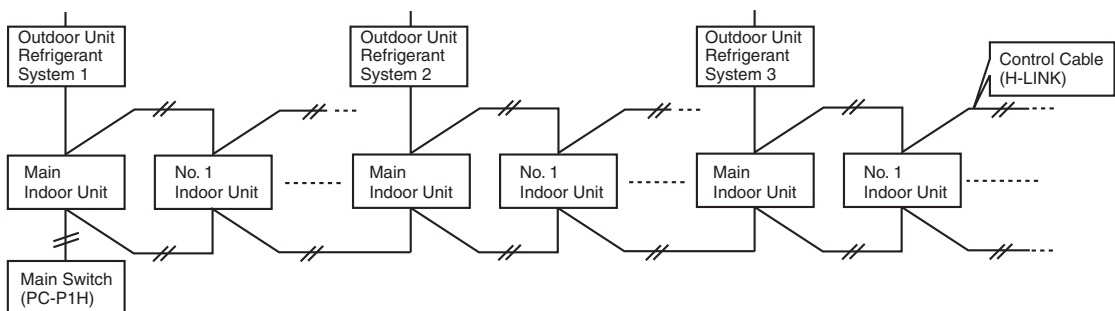 Outdoor Unit
Refrigerant
System 1
Outdoor Unit
Refrigerant
System 2
Outdoor Unit
Refrigerant
System 3
Control Cable
(H-LINK)
Main
Indoor Unit
No. 1
Indoor Unit
Main
Indoor Unit
No. 1
Indoor Unit
Main
Indoor Unit
No. 1
Indoor Unit
Main Switch
(PC-P1H)